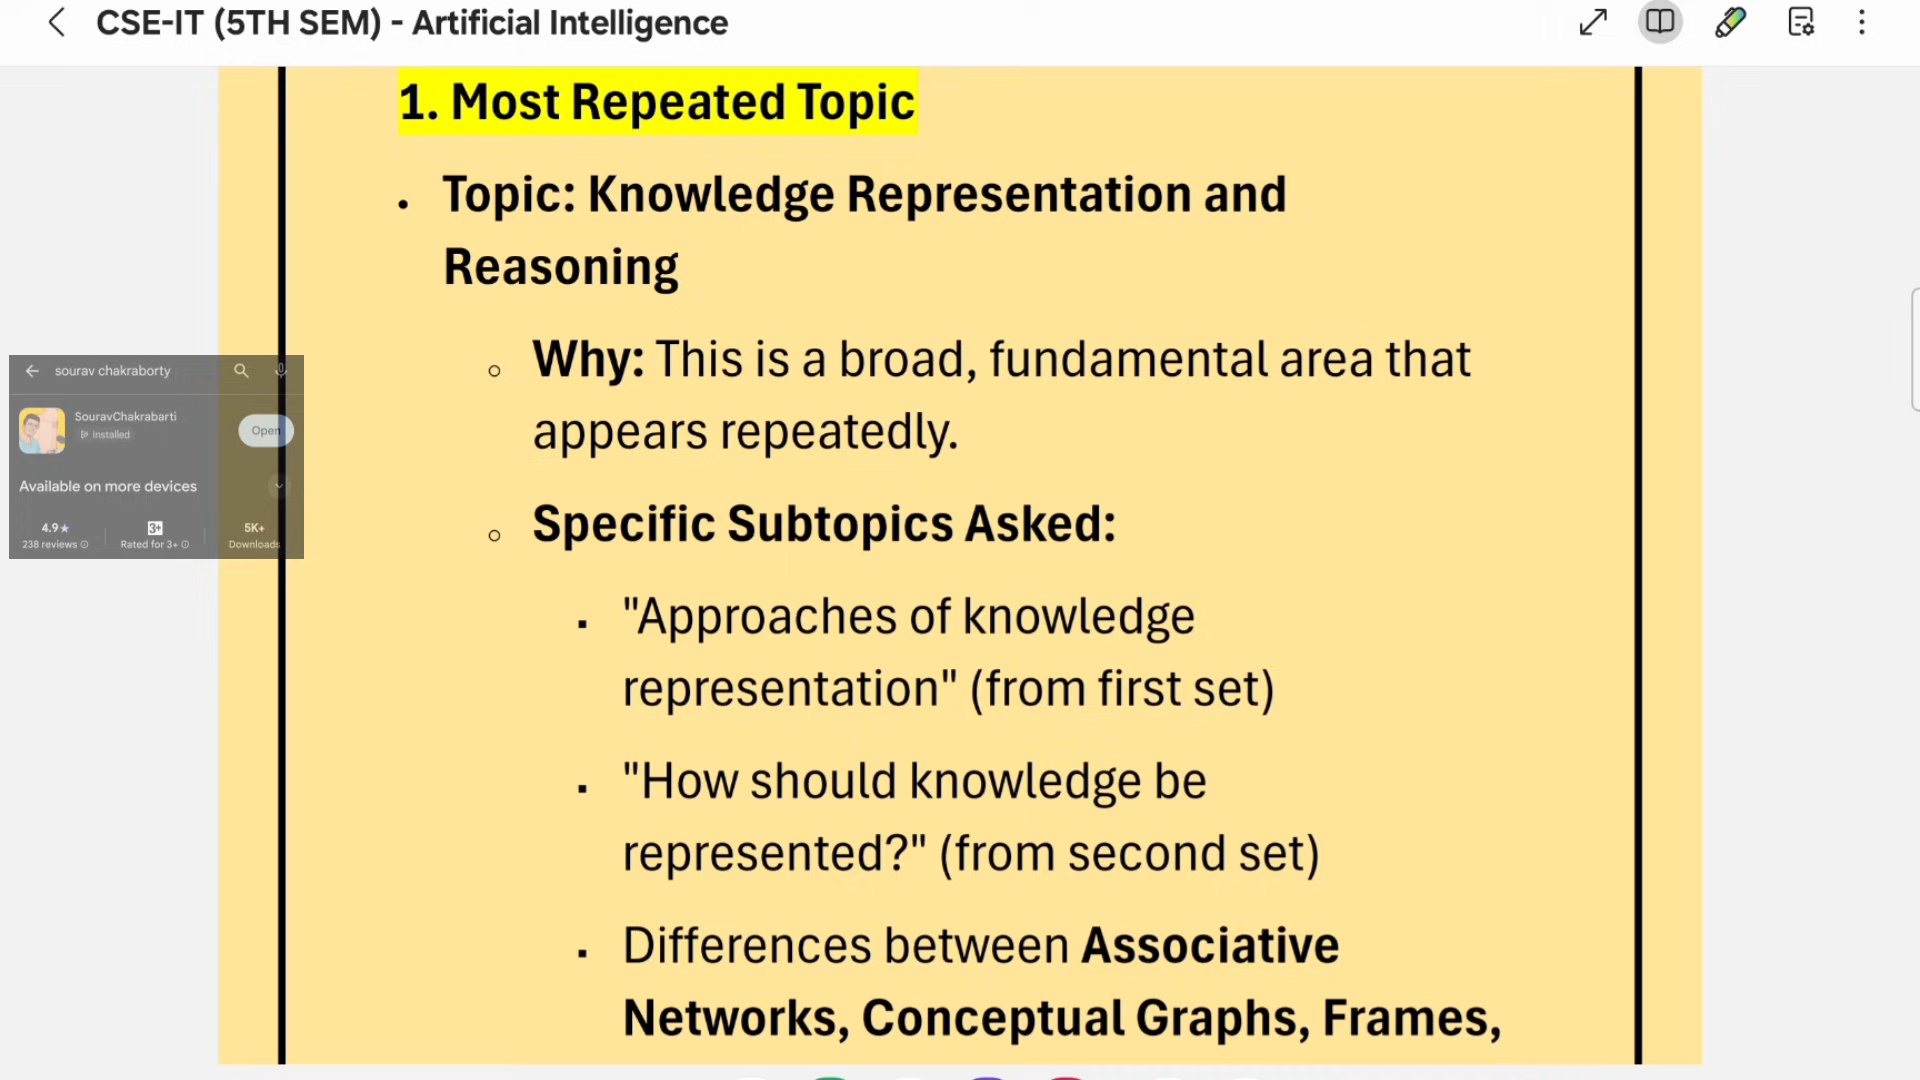 CSE-IT (5TH SEM) - Artificial Intelligence
1. Most Repeated Topic
• Topic: Knowledge Representation and
Reasoning
○ Why: This is a broad, fundamental area that
appears repeatedly.
sourav chakraborty
SouravChakrabarti
Installed
Open
Available on more devices
4.9★
238 reviews
3+
Rated for 3+
5K+
Downloads
○ Specific Subtopics Asked:
▪ "Approaches of knowledge
representation" (from first set)
▪ "How should knowledge be
represented?" (from second set)
▪ Differences between Associative
Networks, Conceptual Graphs, Frames,